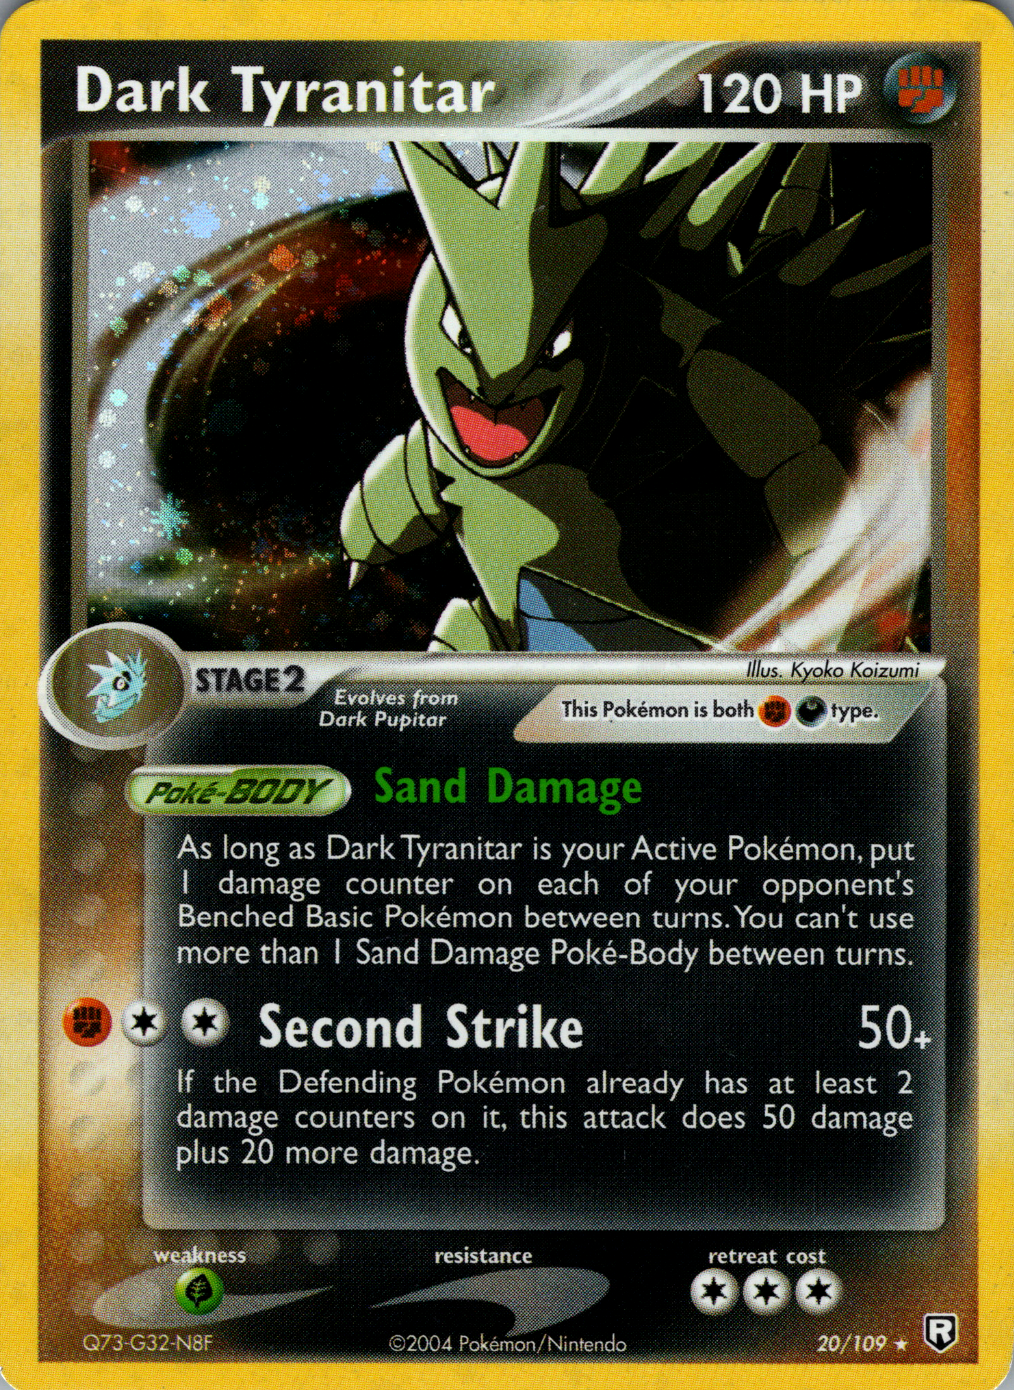 Dark Tyranitar 120 HP
STAGE 2
Illus. Kyoko Koizumi
Evolves from
Dark Pupitar
This Pokémon is both type.
Poké-BODY Sand Damage
As long as Dark Tyranitar is your Active Pokémon, put
1 damage counter on each of your opponent's
Benched Basic Pokémon between turns. You can't use
more than 1 Sand Damage Poké-Body between turns.
Second Strike 50+
If the Defending Pokémon already has at least 2
damage counters on it, this attack does 50 damage
plus 20 more damage.
weakness resistance retreat cost
Q73-G32-N8F ©2004 Pokémon/Nintendo 20/109 ★ R